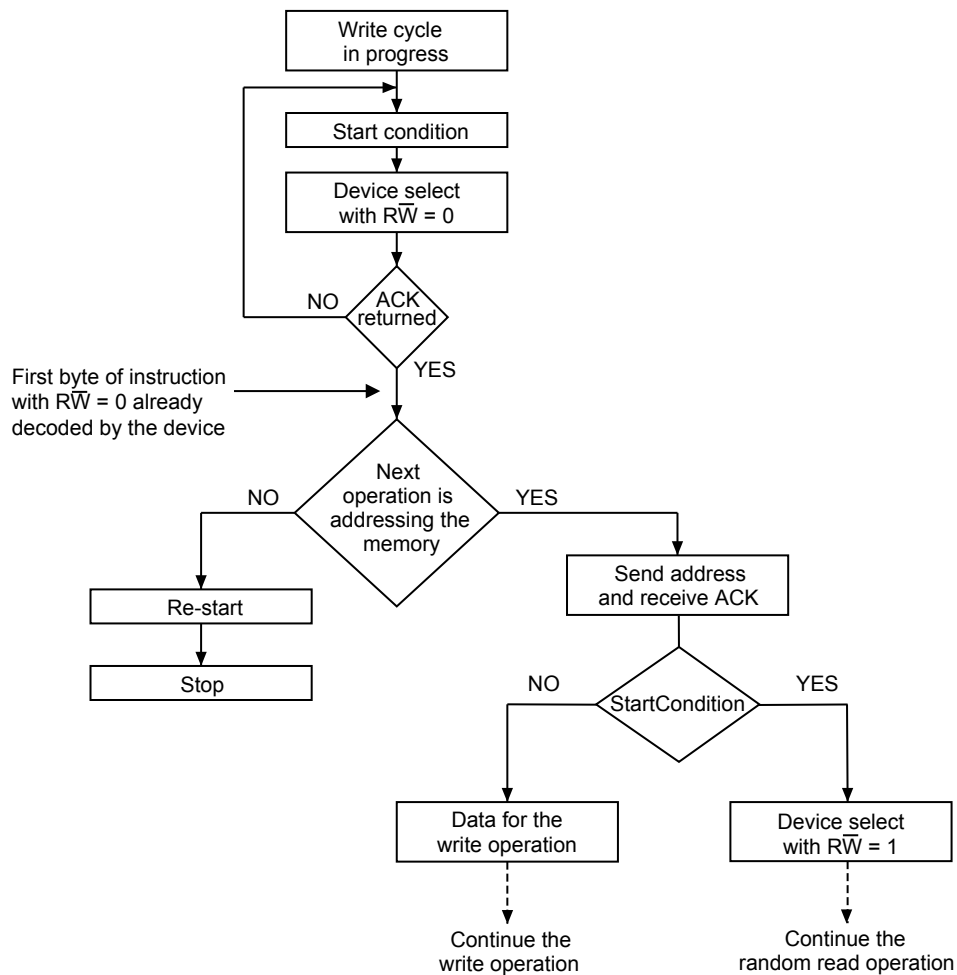 Write cycle
in progress
Start condition
Device select
with RW̅ = 0
NO
ACK
returned
YES
First byte of instruction
with RW̅ = 0 already
decoded by the device
NO
Next
operation is
addressing the
memory
YES
Send address
and receive ACK
Re-start
Stop
NO
StartCondition
YES
Data for the
write operation
Device select
with RW̅ = 1
Continue the
write operation
Continue the
random read operation